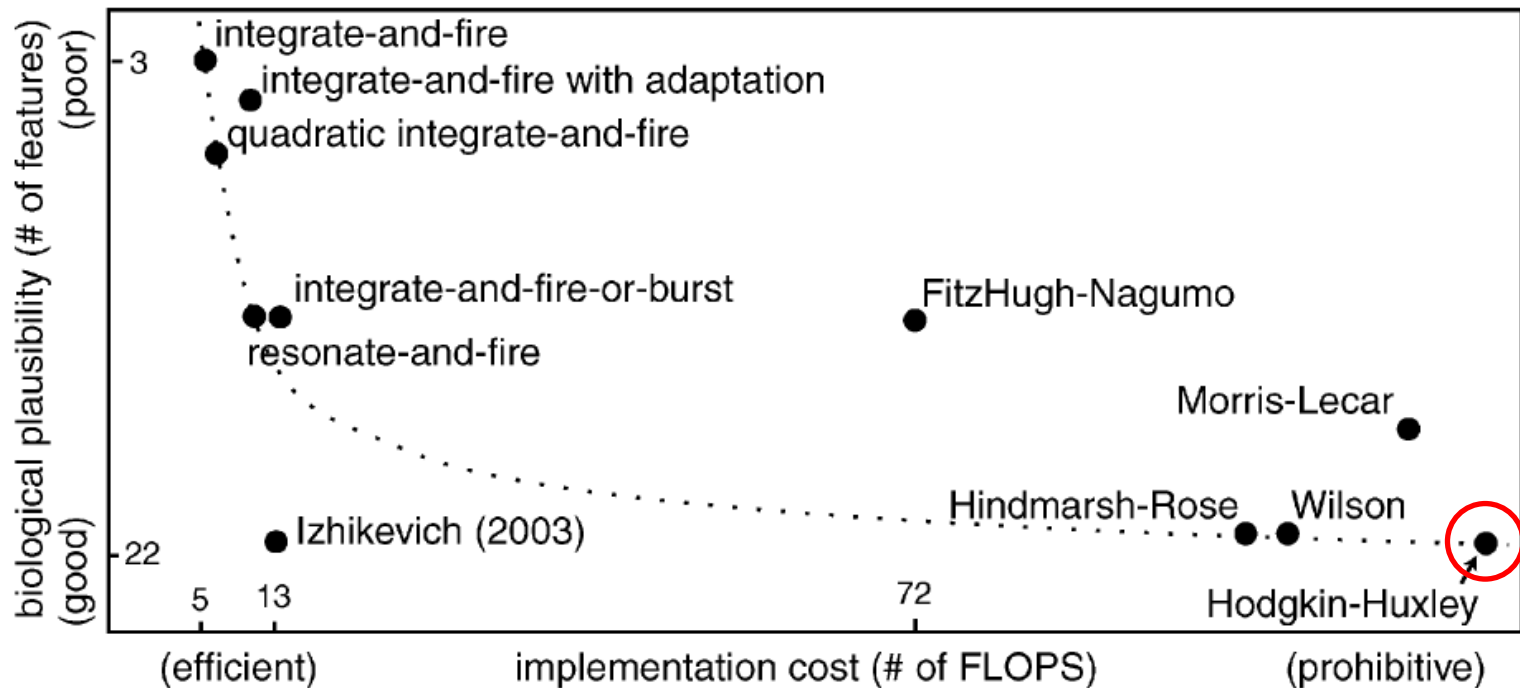 biological plausibility (# of features)
(poor)
(good)
3
22
integrate-and-fire
integrate-and-fire with adaptation
quadratic integrate-and-fire
integrate-and-fire-or-burst
resonate-and-fire
FitzHugh-Nagumo
Morris-Lecar
Hindmarsh-Rose
Wilson
Izhikevich (2003)
Hodgkin-Huxley
5
13
72
(efficient)
implementation cost (# of FLOPS)
(prohibitive)